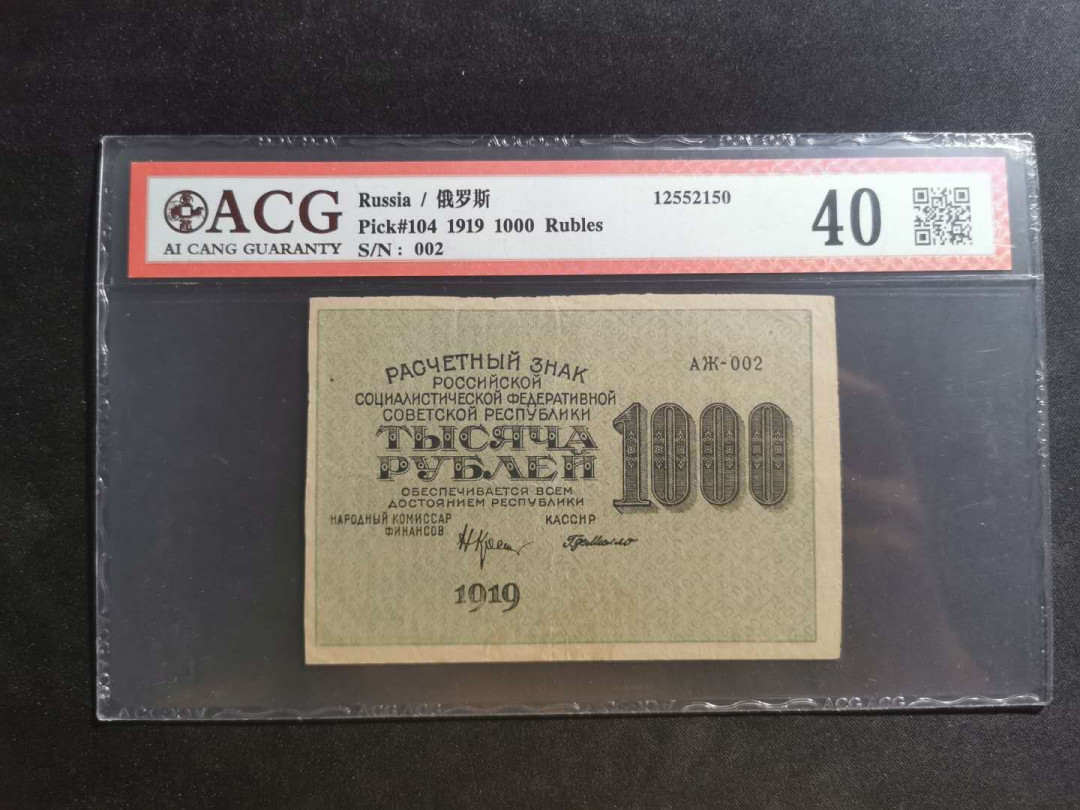 ACG
AI CANG GUARANTY
Russia / 俄罗斯
Pick#104 1919 1000 Rubles
S/N: 002
12552150
40
РАСЧЕТНЫЙ ЗНАК
РОССИЙСКОЙ
СОЦИАЛИСТИЧЕСКОЙ ФЕДЕРАТИВНОЙ
СОВЕТСКОЙ РЕСПУБЛИКИ
ТЫСЯЧА
РУБЛЕЙ
ОБЕСПЕЧИВАЕТСЯ ВСЕМ
ДОСТОЯНИЕМ РЕСПУБЛИКИ
НАРОДНЫЙ КОМИССАР
ФИНАНСОВ
КАССИР
1919
АЖ-002
1000